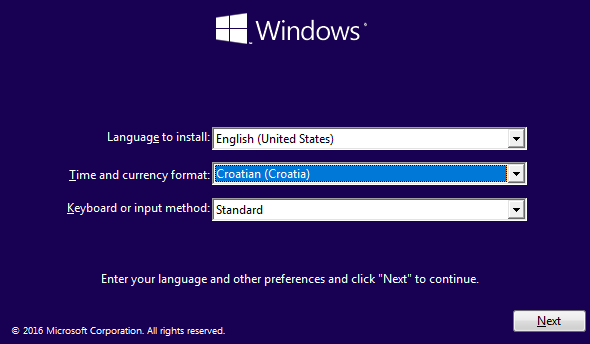 Windows®
Language to install: English (United States)
Time and currency format: Croatian (Croatia)
Keyboard or input method: Standard
Enter your language and other preferences and click "Next" to continue.
Next
© 2016 Microsoft Corporation. All rights reserved.